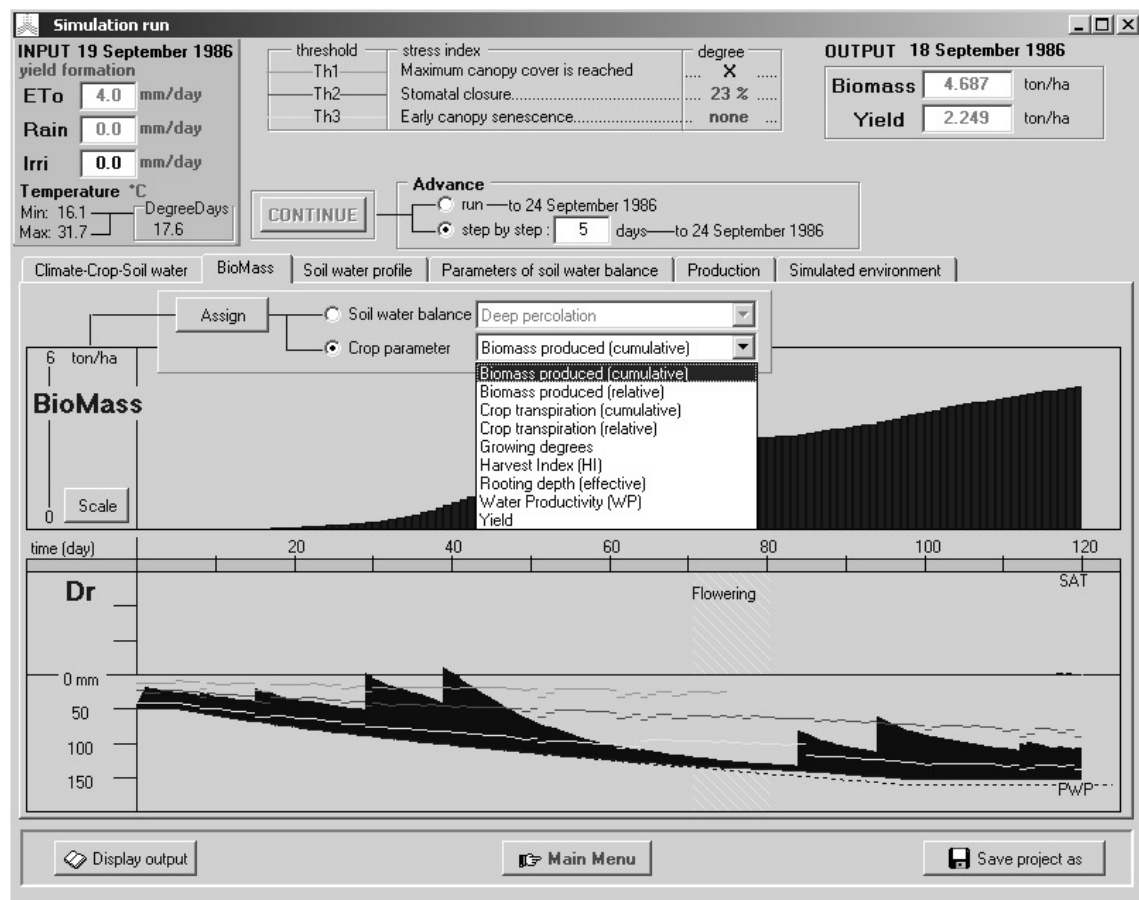 Simulation run
INPUT 19 September 1986
yield formation
ETo 4.0 mm/day
Rain 0.0 mm/day
Irri 0.0 mm/day
Temperature °C
Min: 16.1
Max: 31.7
DegreeDays
17.6
threshold stress index degree
Th1 Maximum canopy cover is reached .... X .....
Th2 Stomatal closure.......................................... 23 % .....
Th3 Early canopy senescence............................ none ...
OUTPUT 18 September 1986
Biomass 4.687 ton/ha
Yield 2.249 ton/ha
CONTINUE
Advance
run to 24 September 1986
step by step : 5 days to 24 September 1986
Climate-Crop-Soil water BioMass Soil water profile Parameters of soil water balance Production Simulated environment
Assign
Soil water balance Deep percolation
Crop parameter Biomass produced (cumulative)
Biomass produced (cumulative)
Biomass produced (relative)
Crop transpiration (cumulative)
Crop transpiration (relative)
Growing degrees
Harvest Index (HI)
Rooting depth (effective)
Water Productivity (WP)
Yield
6 ton/ha
BioMass
0
Scale
time (day) 20 40 60 80 100 120
Dr
Flowering
SAT
0 mm
50
100
150
PWP
Display output
Main Menu
Save project as